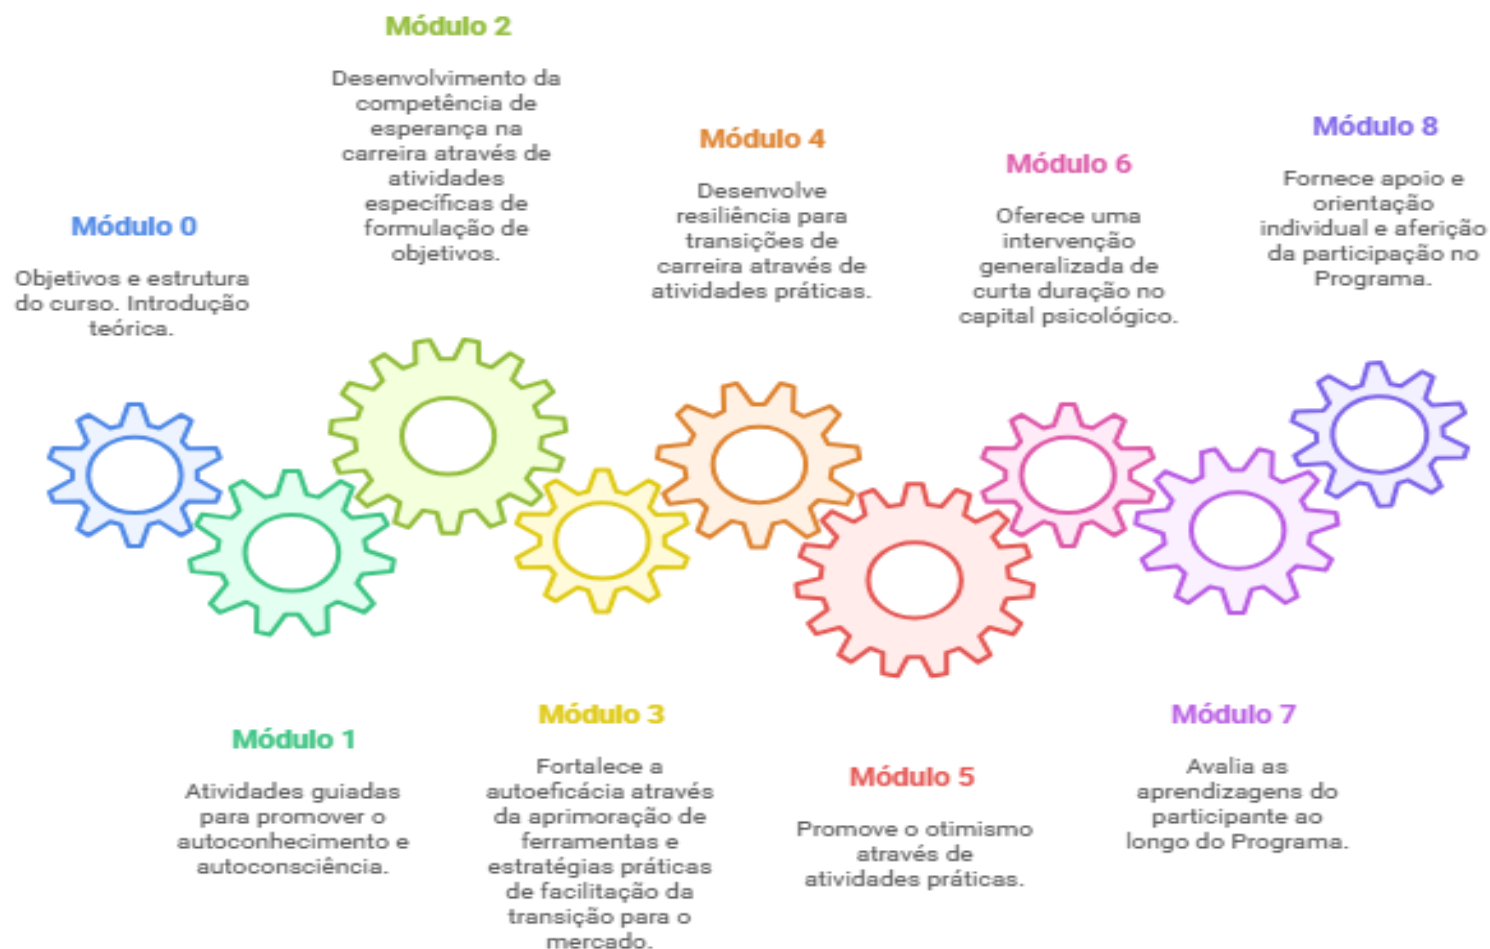 Módulo 0
Objetivos e estrutura
do curso. Introdução
teórica.
Módulo 1
Atividades guiadas
para promover o
autoconhecimento e
autoconsciência.
Módulo 2
Desenvolvimento da
competência de
esperança na
carreira através de
atividades
específicas de
formulação de
objetivos.
Módulo 3
Fortalece a
autoeficácia através
da aprimoração de
ferramentas e
estratégias práticas
de facilitação da
transição para o
mercado.
Módulo 4
Desenvolve
resiliência para
transições de
carreira através de
atividades práticas.
Módulo 5
Promove o otimismo
através de
atividades práticas.
Módulo 6
Oferece uma
intervenção
generalizada de
curta duração no
capital psicológico.
Módulo 7
Avalia as
aprendizagens do
participante ao
longo do Programa.
Módulo 8
Fornece apoio e
orientação
individual e aferição
da participação no
Programa.